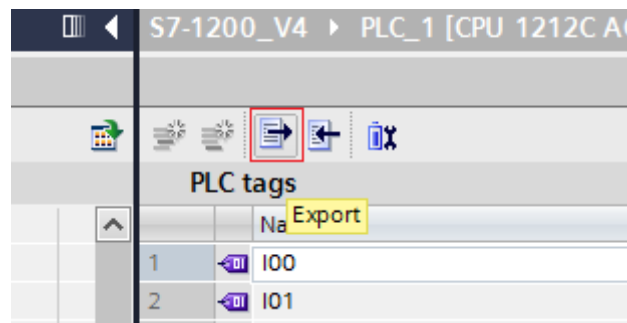 S7-1200_V4 ▸ PLC_1 [CPU 1212C
PLC tags
Na
Export
1 I00
2 I01